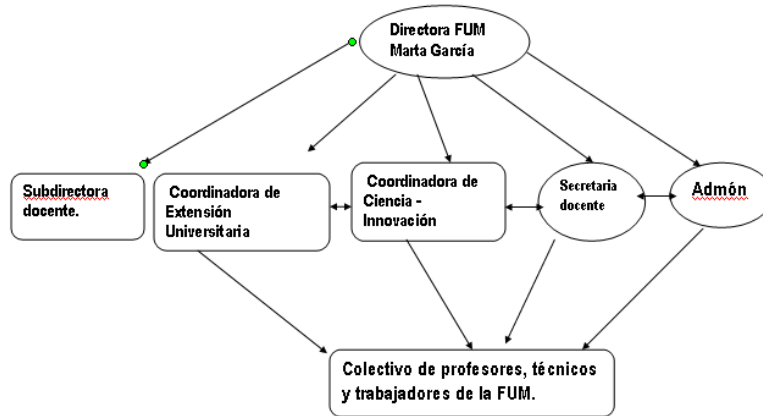 Directora FUM
Marta García
Subdirectora
docente.
Coordinadora de
Extensión
Universitaria
Coordinadora de
Ciencia -
Innovación
Secretaria
docente
Admón
Colectivo de profesores, técnicos
y trabajadores de la FUM.